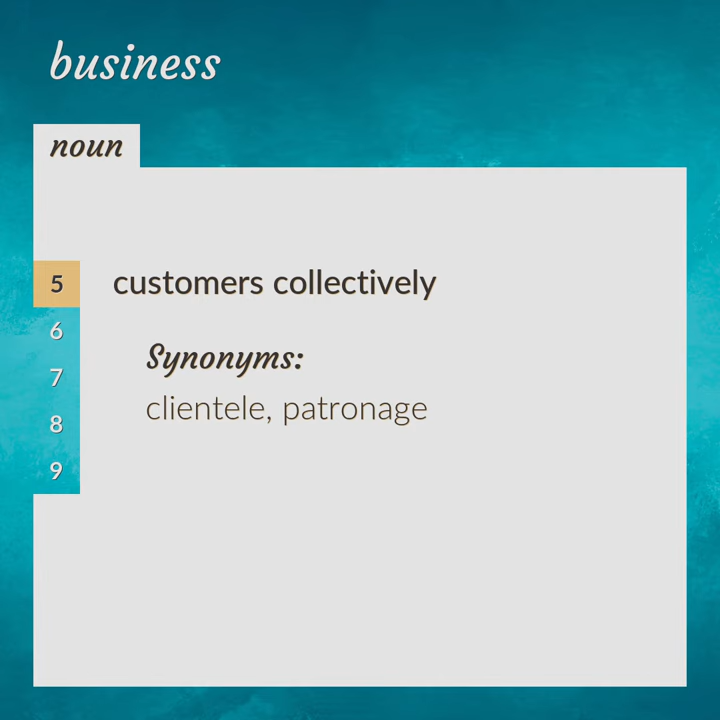 business
noun
5
customers collectively
6
Synonyms:
7
clientele, patronage
8
9